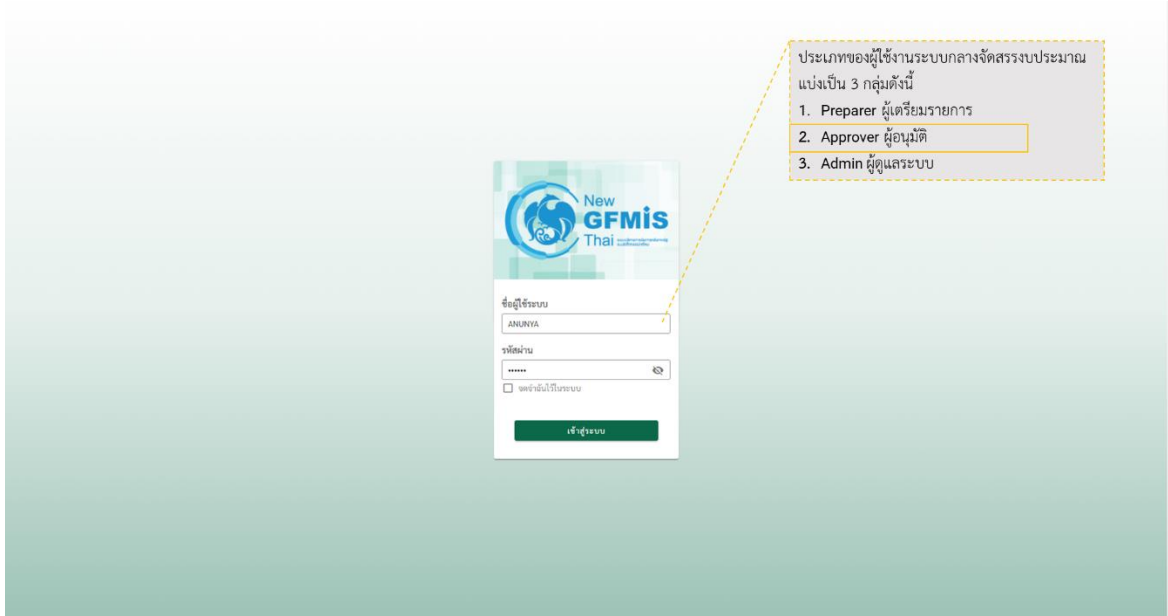 ประเภทของผู้ใช้งานระบบกลางจัดสรรงบประมาณ
แบ่งเป็น 3 กลุ่มดังนี้
1. Preparer ผู้เตรียมรายการ
2. Approver ผู้อนุมัติ
3. Admin ผู้ดูแลระบบ
New
GFMiS
Thai
ชื่อผู้ใช้ระบบ
ANUNYA
รหัสผ่าน
••••••
จดจำฉันไว้ในระบบ
เข้าสู่ระบบ